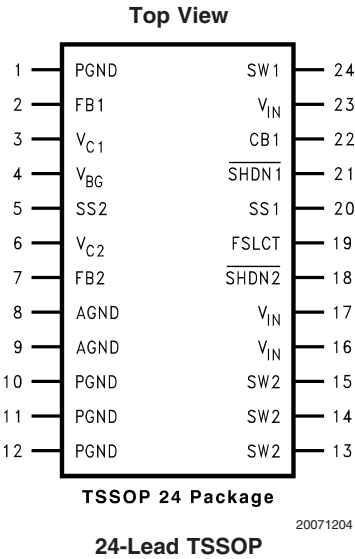 Top View
1 PGND SW1 24
2 FB1 VIN 23
3 VC1 CB1 22
4 VBG SHDN1 21
5 SS2 SS1 20
6 VC2 FSLCT 19
7 FB2 SHDN2 18
8 AGND VIN 17
9 AGND VIN 16
10 PGND SW2 15
11 PGND SW2 14
12 PGND SW2 13
TSSOP 24 Package
20071204
24-Lead TSSOP